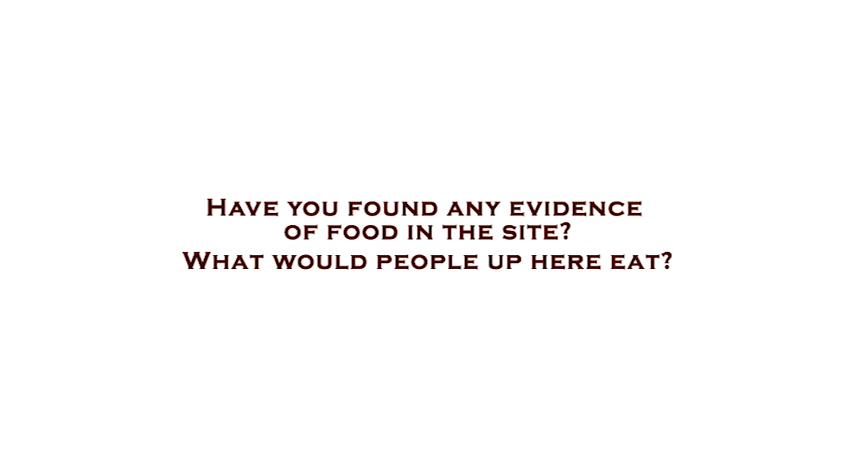 Have you found any evidence
of food in the site?
What would people up here eat?